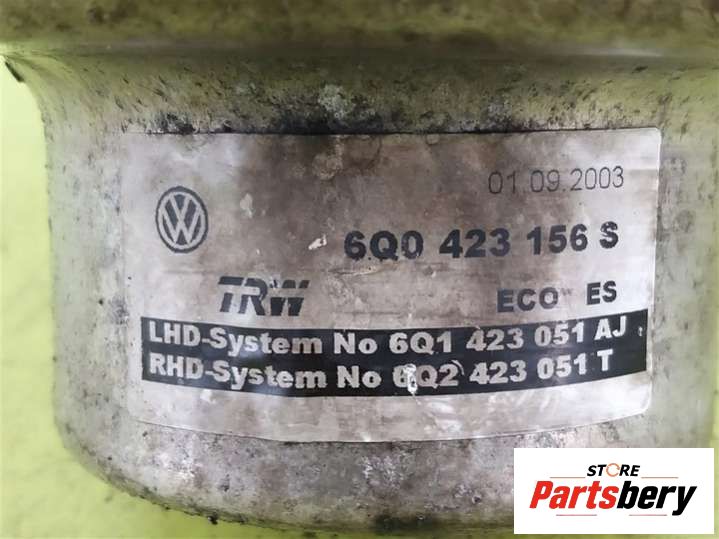 01.09.2003
VW
6Q0 423 156 S
TRW
ECO ES
LHD-System No 6Q1 423 051 AJ
RHD-System No 6Q2 423 051 T
STORE
Partsbery